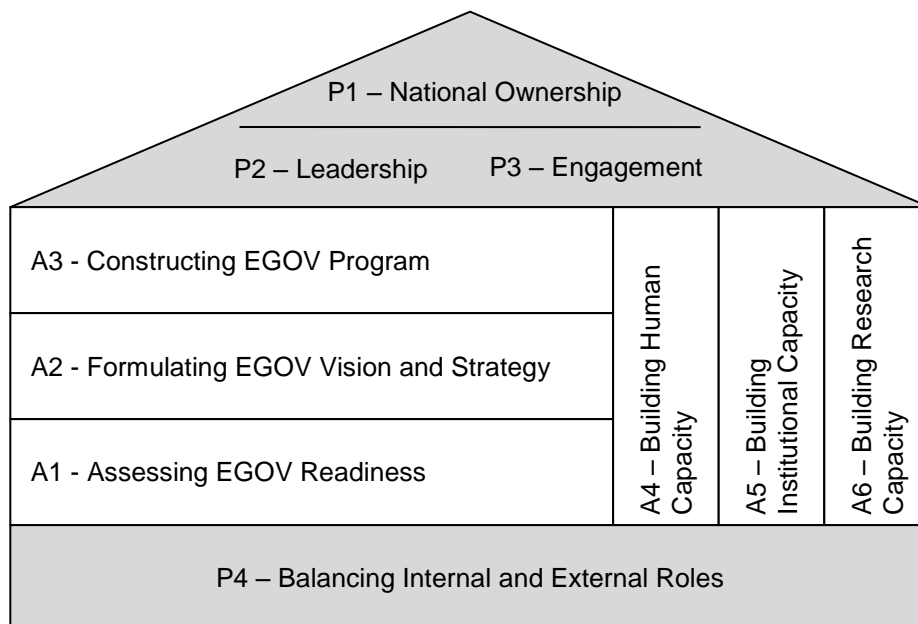 P1 – National Ownership
P2 – Leadership
P3 – Engagement
A3 - Constructing EGOV Program
A2 - Formulating EGOV Vision and Strategy
A1 - Assessing EGOV Readiness
A4 – Building Human
Capacity
A5 – Building
Institutional Capacity
A6 – Building Research
Capacity
P4 – Balancing Internal and External Roles